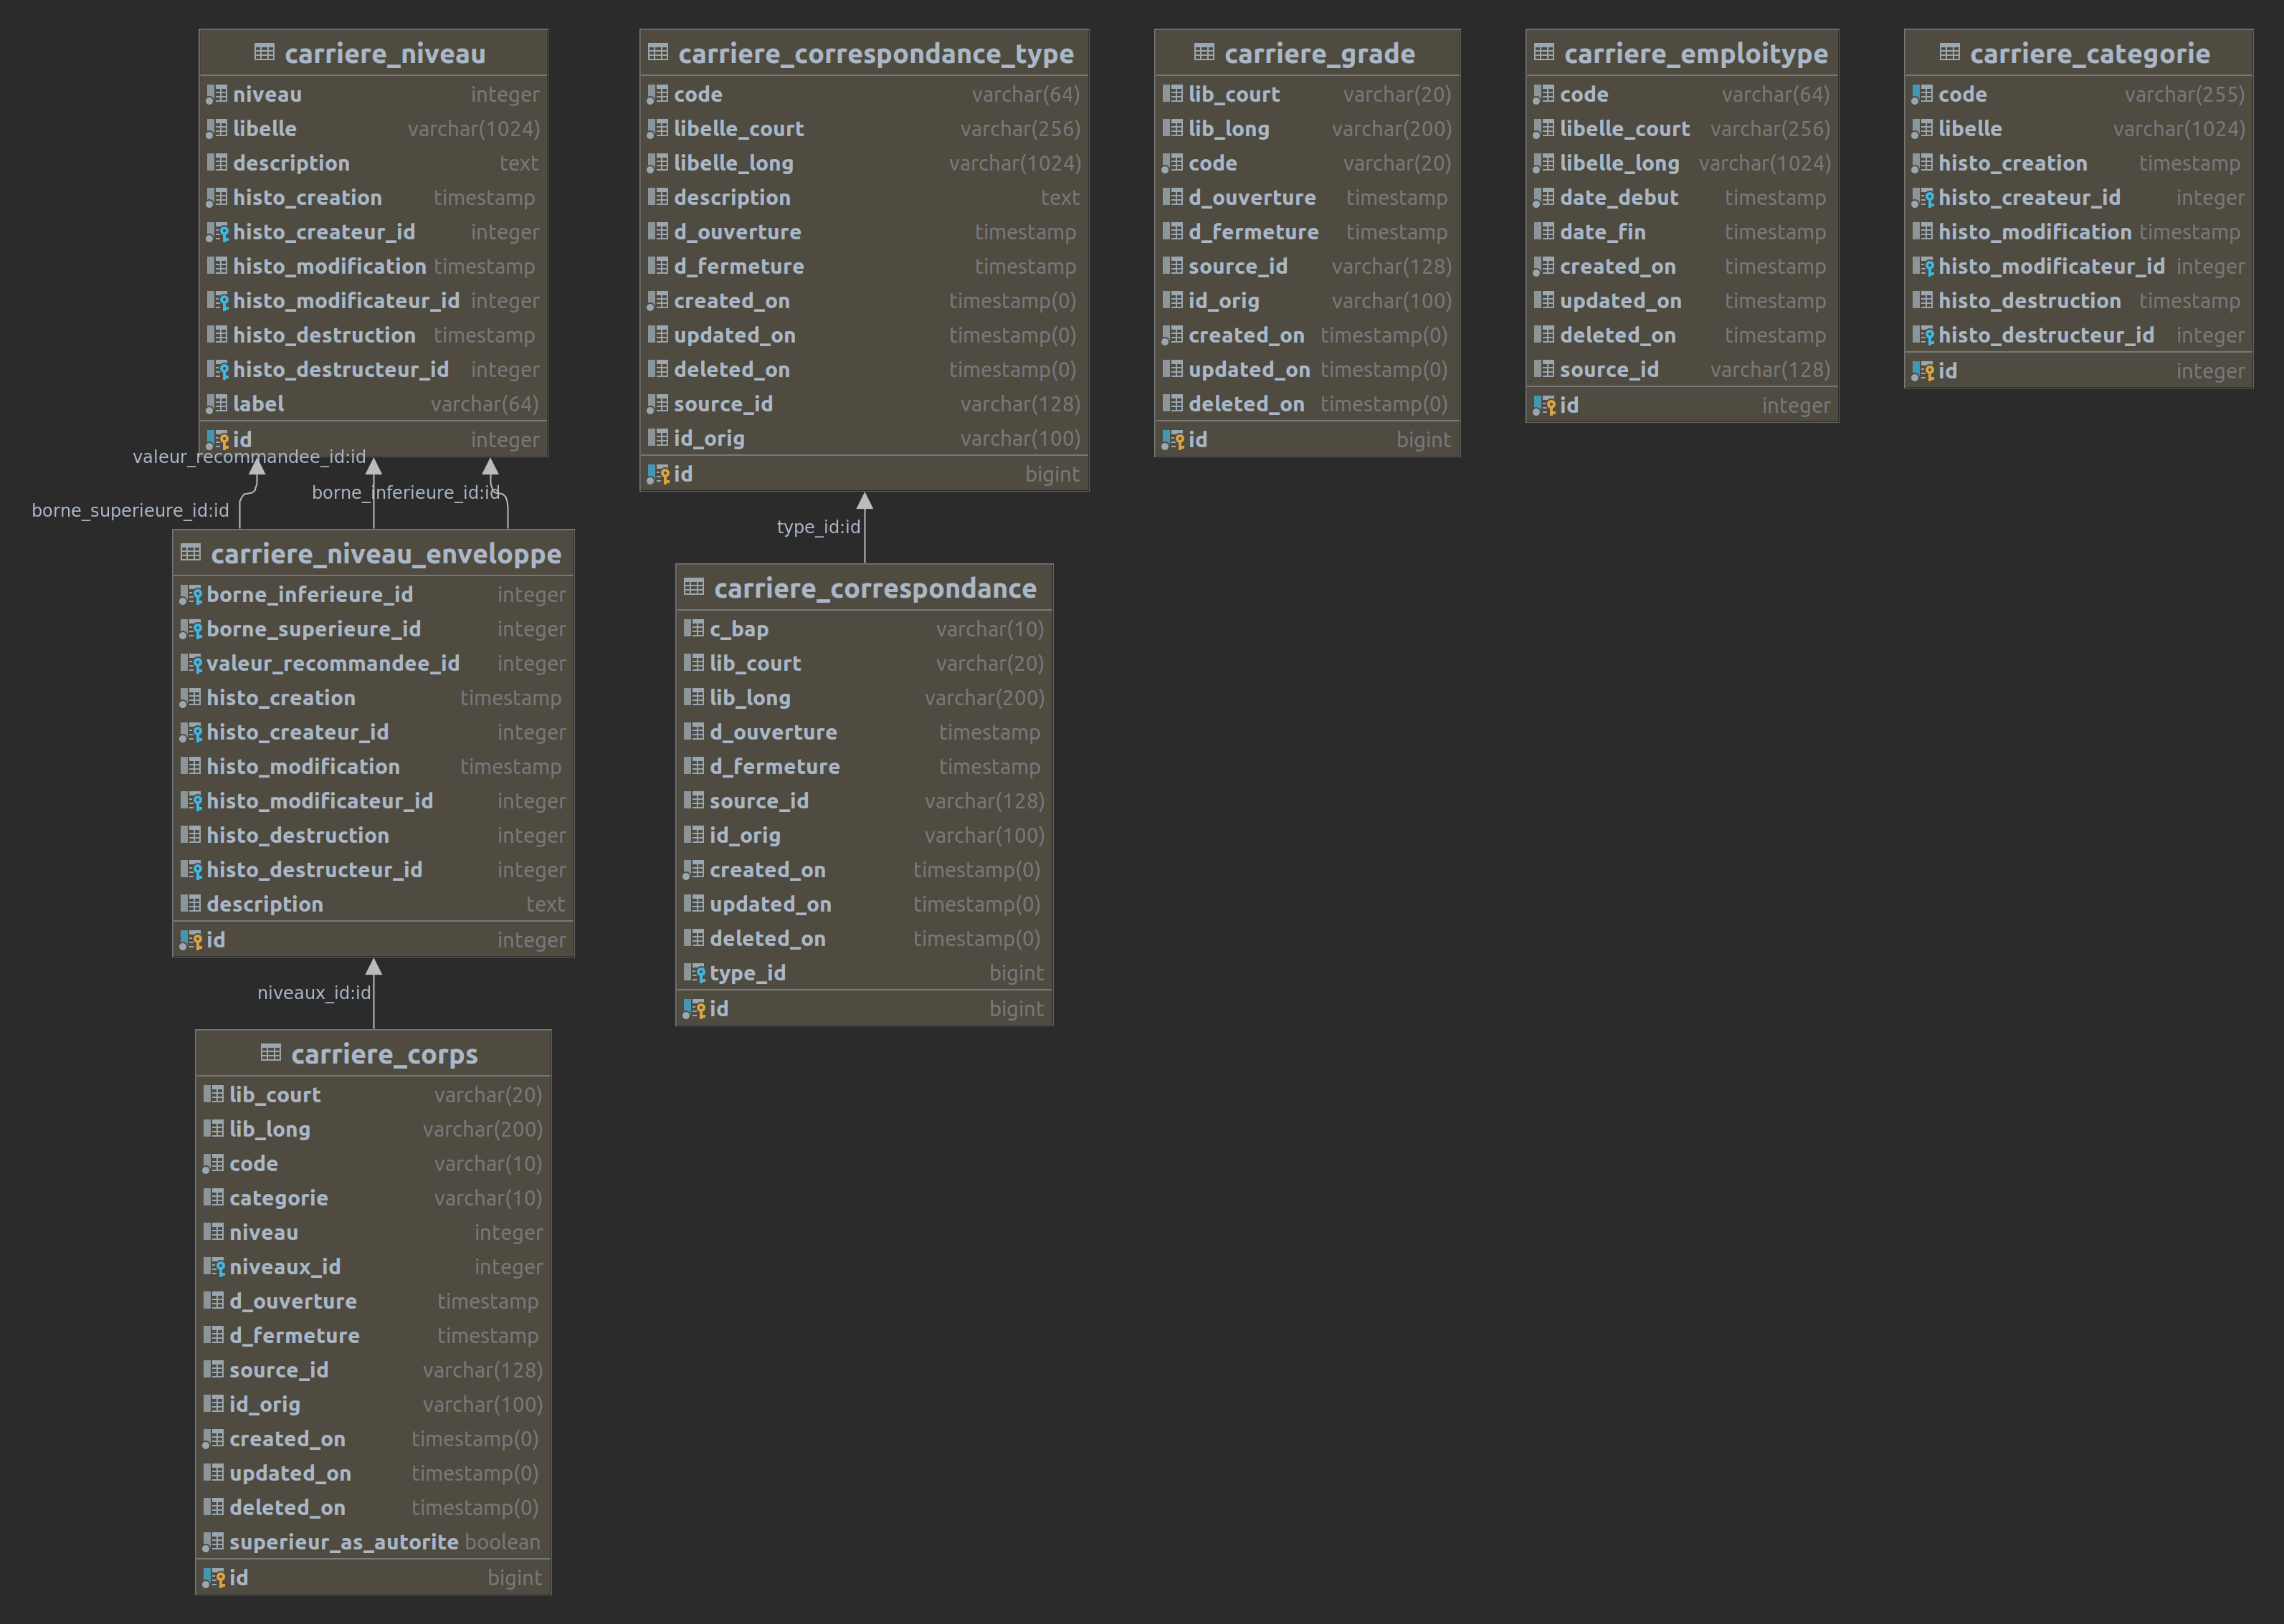 carriere_niveau
niveau integer
libelle varchar(1024)
description text
histo_creation timestamp
histo_createur_id integer
histo_modification timestamp
histo_modificateur_id integer
histo_destruction timestamp
histo_destructeur_id integer
label varchar(64)
id integer
valeur_recommandee_id:id
borne_inferieure_id:id
borne_superieure_id:id
carriere_niveau_enveloppe
borne_inferieure_id integer
borne_superieure_id integer
valeur_recommandee_id integer
histo_creation timestamp
histo_createur_id integer
histo_modification timestamp
histo_modificateur_id integer
histo_destruction integer
histo_destructeur_id integer
description text
id integer
niveaux_id:id
carriere_corps
lib_court varchar(20)
lib_long varchar(200)
code varchar(10)
categorie varchar(10)
niveau integer
niveaux_id integer
d_ouverture timestamp
d_fermeture timestamp
source_id varchar(128)
id_orig varchar(100)
created_on timestamp(0)
updated_on timestamp(0)
deleted_on timestamp(0)
superieur_as_autorite boolean
id bigint
carriere_correspondance_type
code varchar(64)
libelle_court varchar(256)
libelle_long varchar(1024)
description text
d_ouverture timestamp
d_fermeture timestamp
created_on timestamp(0)
updated_on timestamp(0)
deleted_on timestamp(0)
source_id varchar(128)
id_orig varchar(100)
id bigint
type_id:id
carriere_correspondance
c_bap varchar(10)
lib_court varchar(20)
lib_long varchar(200)
d_ouverture timestamp
d_fermeture timestamp
source_id varchar(128)
id_orig varchar(100)
created_on timestamp(0)
updated_on timestamp(0)
deleted_on timestamp(0)
type_id bigint
id bigint
carriere_grade
lib_court varchar(20)
lib_long varchar(200)
code varchar(20)
d_ouverture timestamp
d_fermeture timestamp
source_id varchar(128)
id_orig varchar(100)
created_on timestamp(0)
updated_on timestamp(0)
deleted_on timestamp(0)
id bigint
carriere_emploitype
code varchar(64)
libelle_court varchar(256)
libelle_long varchar(1024)
date_debut timestamp
date_fin timestamp
created_on timestamp
updated_on timestamp
deleted_on timestamp
source_id varchar(128)
id integer
carriere_categorie
code varchar(255)
libelle varchar(1024)
histo_creation timestamp
histo_createur_id integer
histo_modification timestamp
histo_modificateur_id integer
histo_destruction timestamp
histo_destructeur_id integer
id integer